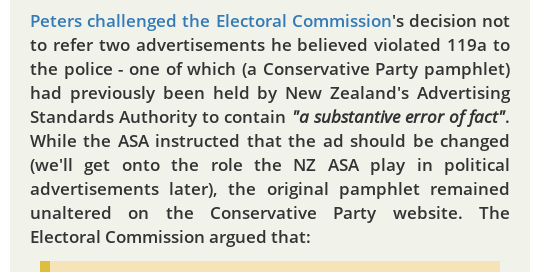 Peters challenged the Electoral Commission's decision not
to refer two advertisements he believed violated 119a to
the police - one of which (a Conservative Party pamphlet)
had previously been held by New Zealand's Advertising
Standards Authority to contain "a substantive error of fact".
While the ASA instructed that the ad should be changed
(we'll get onto the role the NZ ASA play in political
advertisements later), the original pamphlet remained
unaltered on the Conservative Party website. The
Electoral Commission argued that: